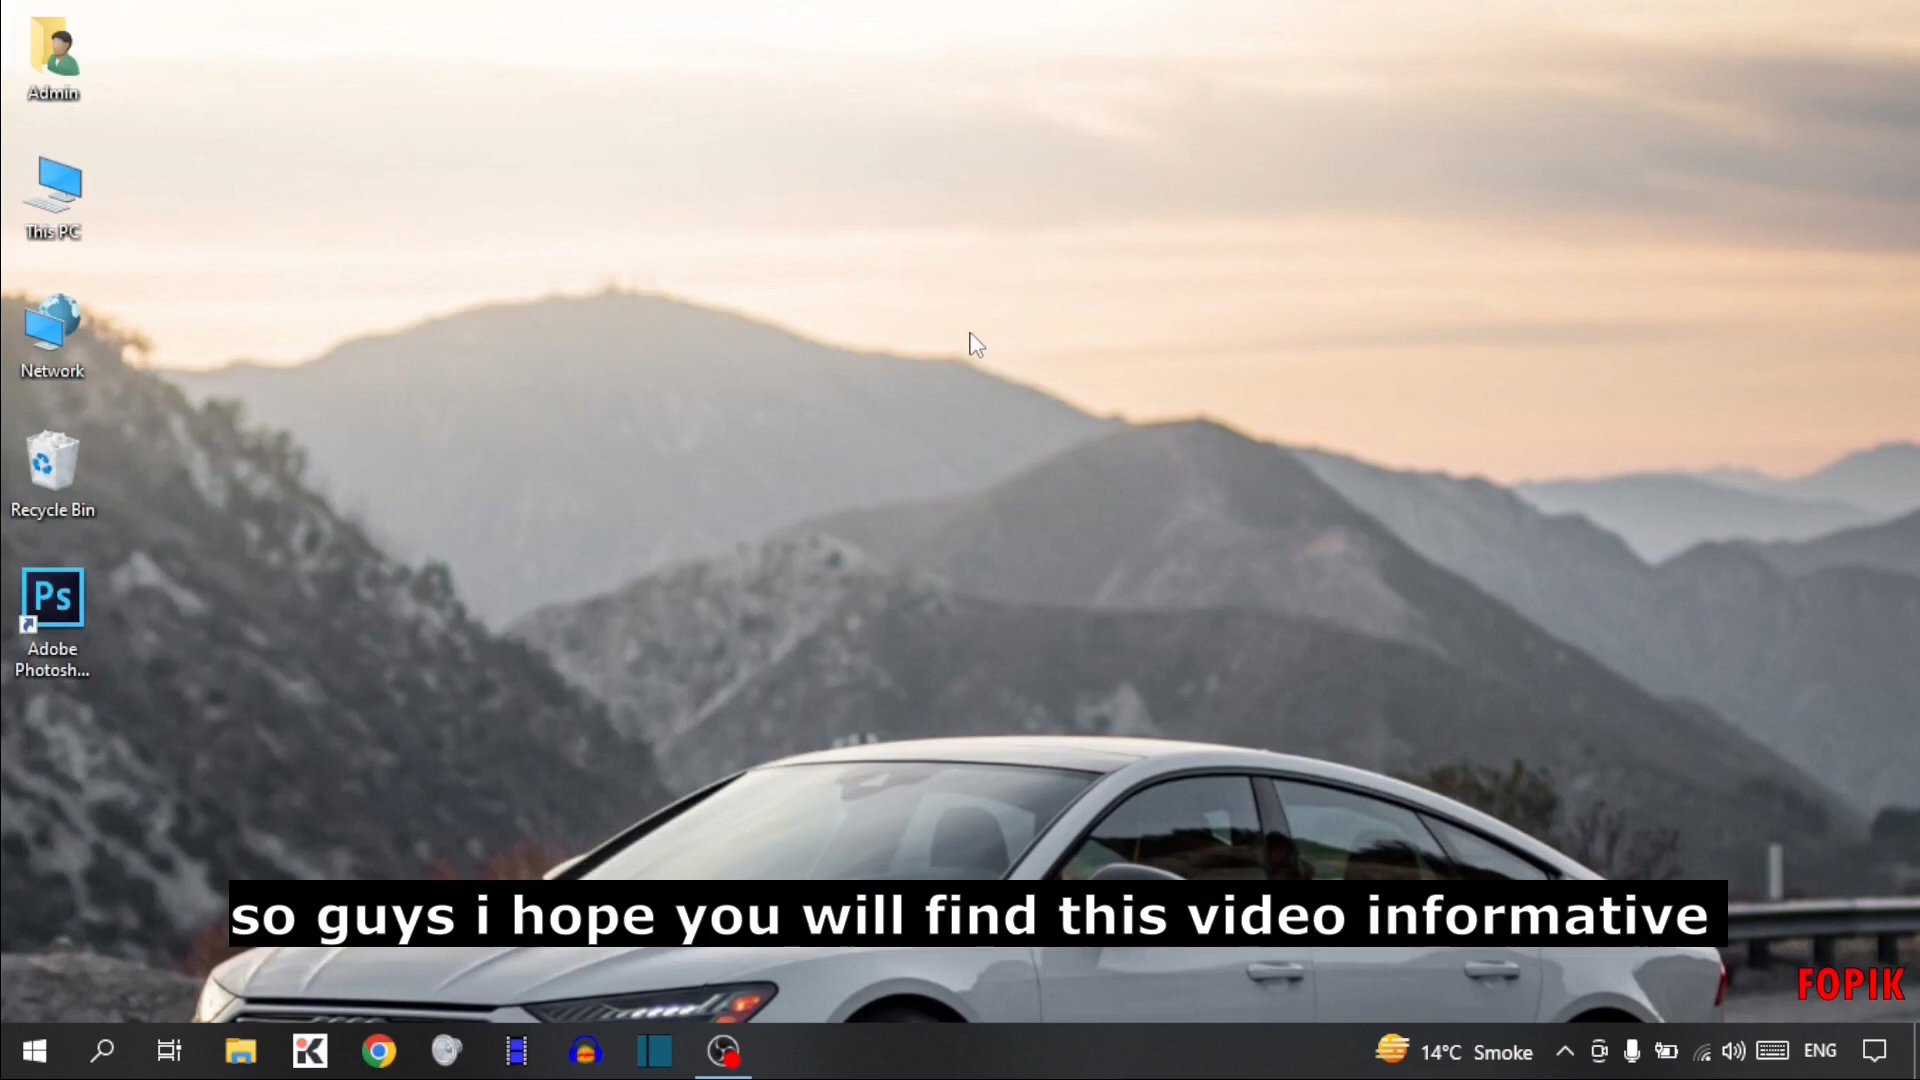 Admin
This PC
Network
Recycle Bin
Ps
Adobe
Photosh...
so guys i hope you will find this video informative
FOPIK
14°C Smoke
ENG